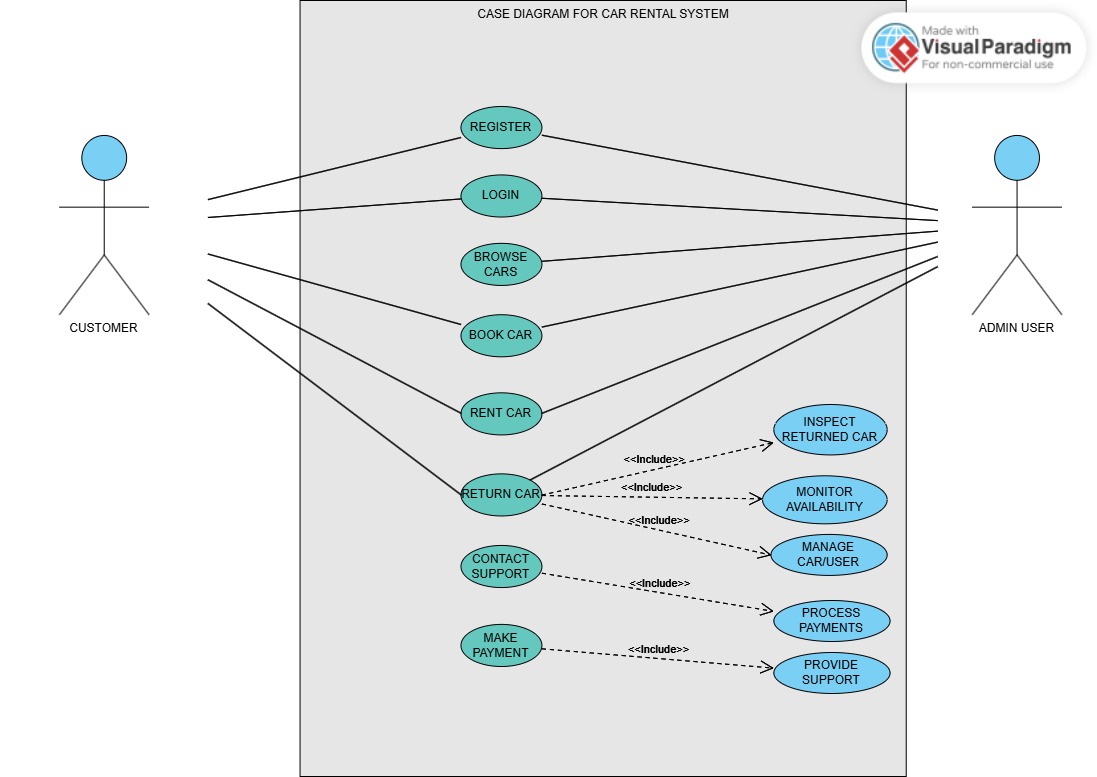 CASE DIAGRAM FOR CAR RENTAL SYSTEM
Made with
Visual Paradigm
For non-commercial use
REGISTER
LOGIN
BROWSE
CARS
BOOK CAR
CUSTOMER
ADMIN USER
RENT CAR
INSPECT
RETURNED CAR
<<Include>>
RETURN CAR
<<Include>>
MONITOR
AVAILABILITY
<<Include>>
MANAGE
CAR/USER
CONTACT
SUPPORT
<<Include>>
PROCESS
PAYMENTS
MAKE
PAYMENT
<<Include>>
PROVIDE
SUPPORT